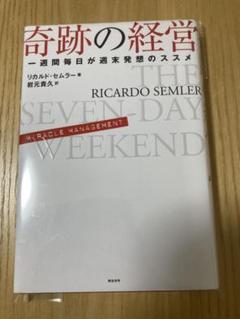 奇跡の経営
一週間毎日が週末発想のススメ
リカルド・セムラー 著
岩元貴久 訳
THE
RICARDO SEMLER
SEVEN-DAY
WEEKEND
MIRACLE MANAGEMENT